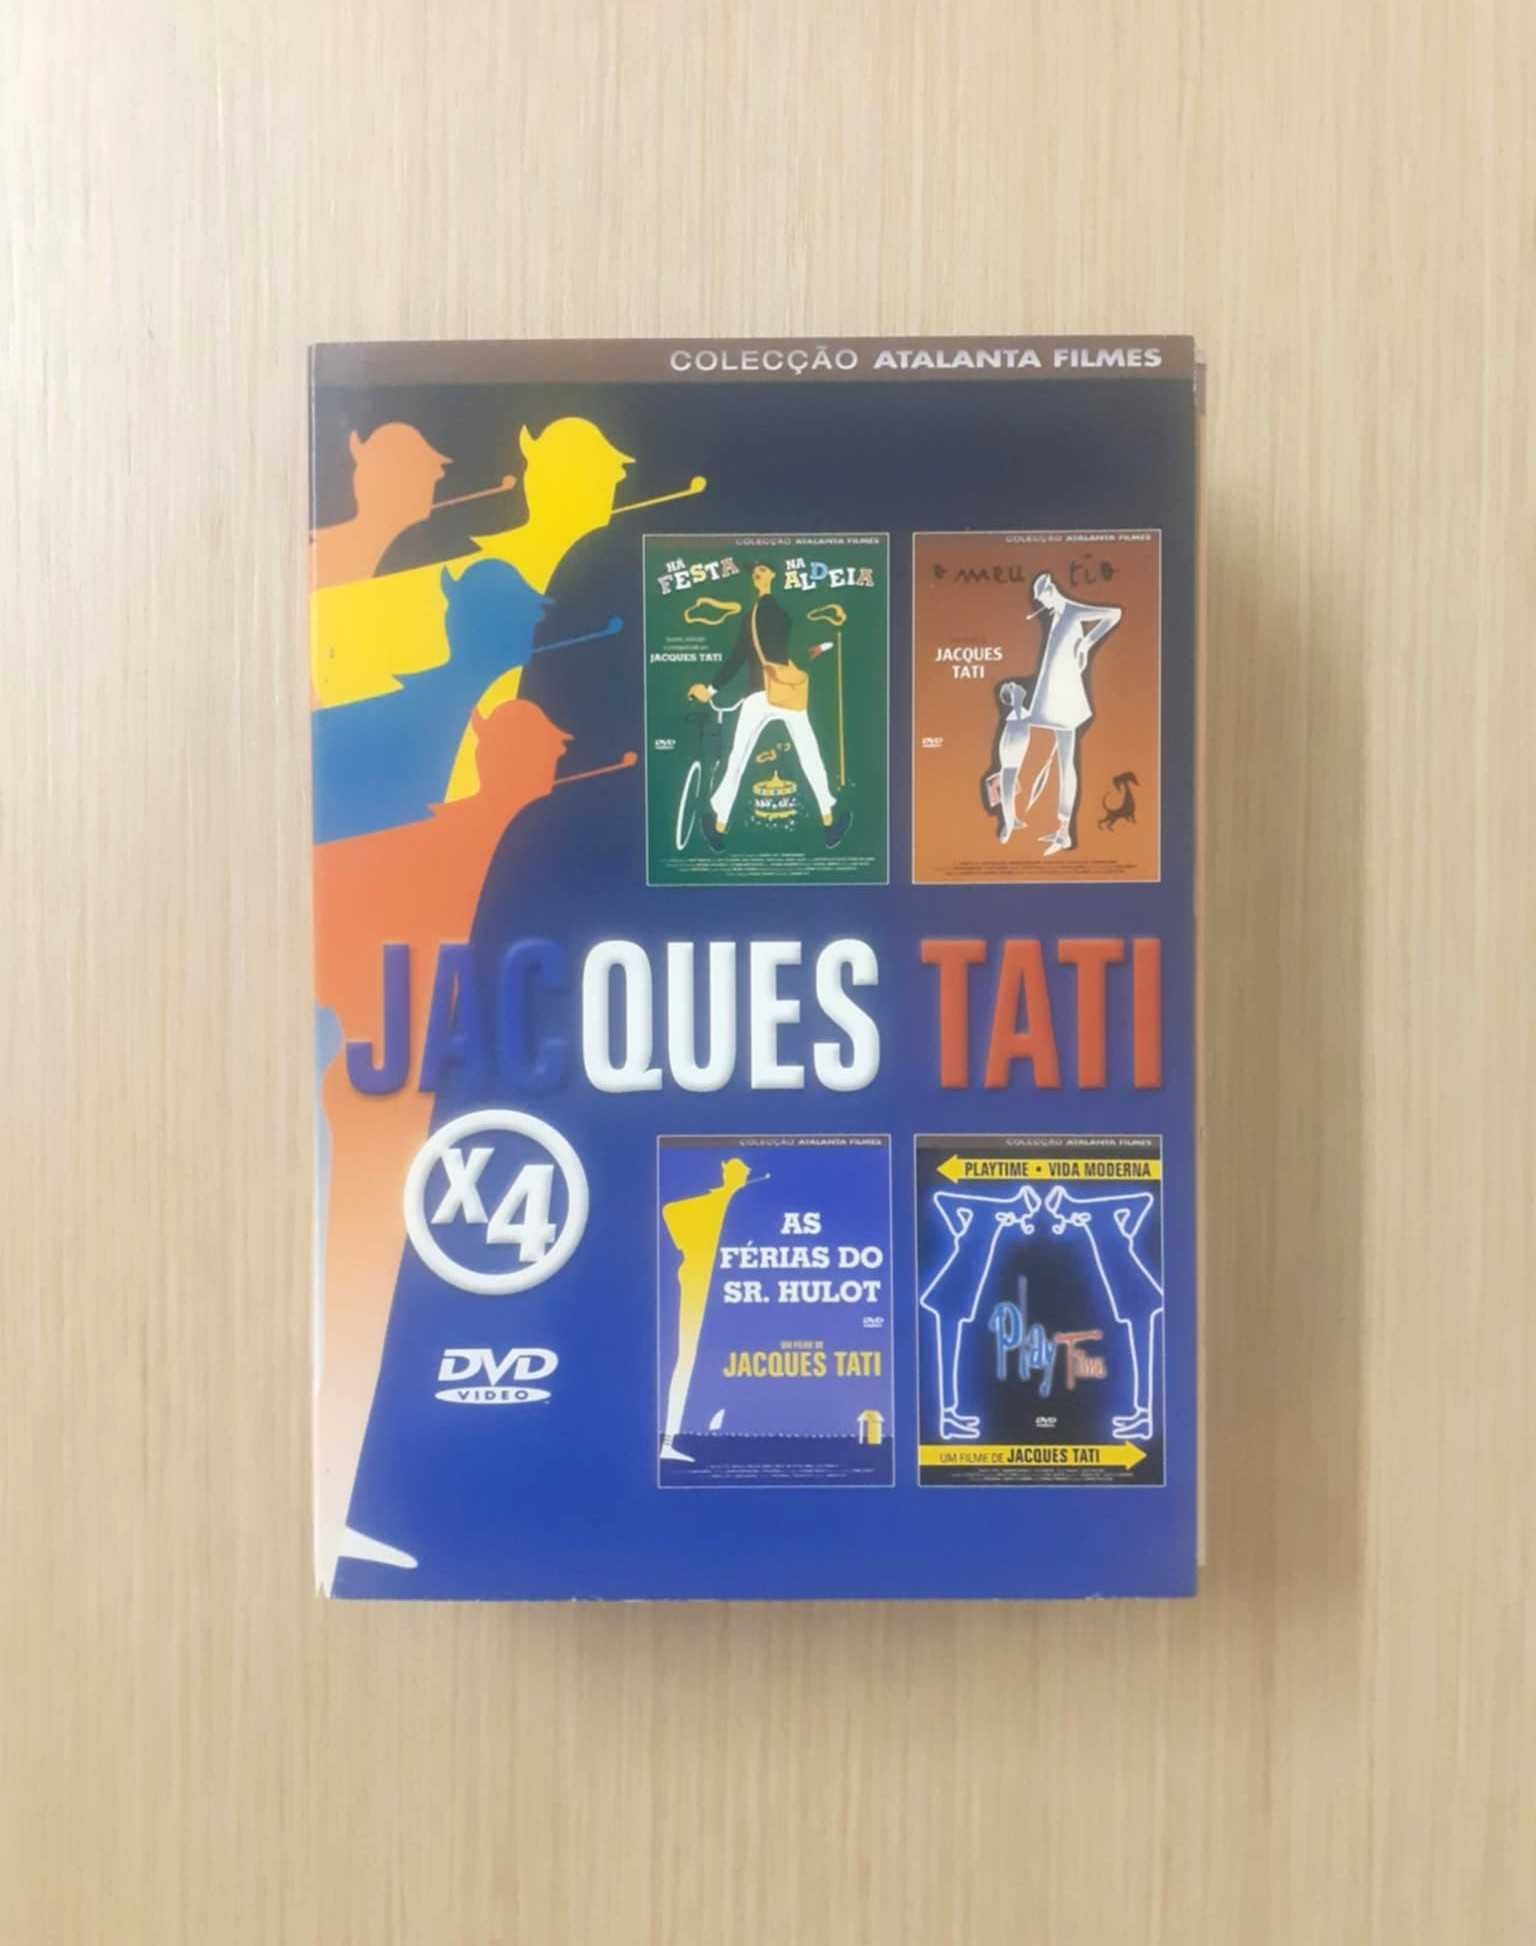 COLECÇÃO ATALANTA FILMES
COLECÇÃO ATALANTA FILMES
HÁ FESTA NA ALDEIA
JACQUES TATI
DVD
COLECÇÃO ATALANTA FILMES
o meu tio
JACQUES
TATI
DVD
JACQUES TATI
X4
DVD
VIDEO
COLECÇÃO ATALANTA FILMES
AS
FÉRIAS DO
SR. HULOT
DVD
UM FILME DE
JACQUES TATI
COLECÇÃO ATALANTA FILMES
PLAYTIME • VIDA MODERNA
Play Time
DVD
UM FILME DE JACQUES TATI